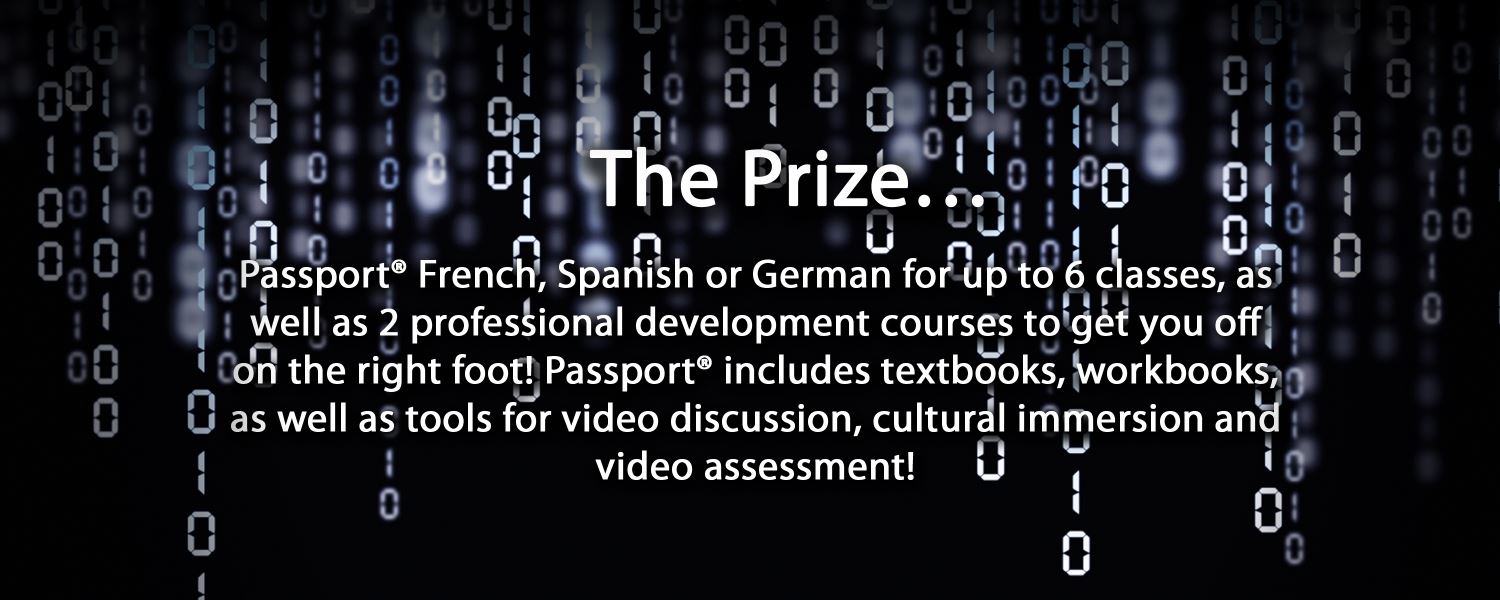 The Prize…
Passport® French, Spanish or German for up to 6 classes, as
well as 2 professional development courses to get you off
on the right foot! Passport® includes textbooks, workbooks,
as well as tools for video discussion, cultural immersion and
video assessment!